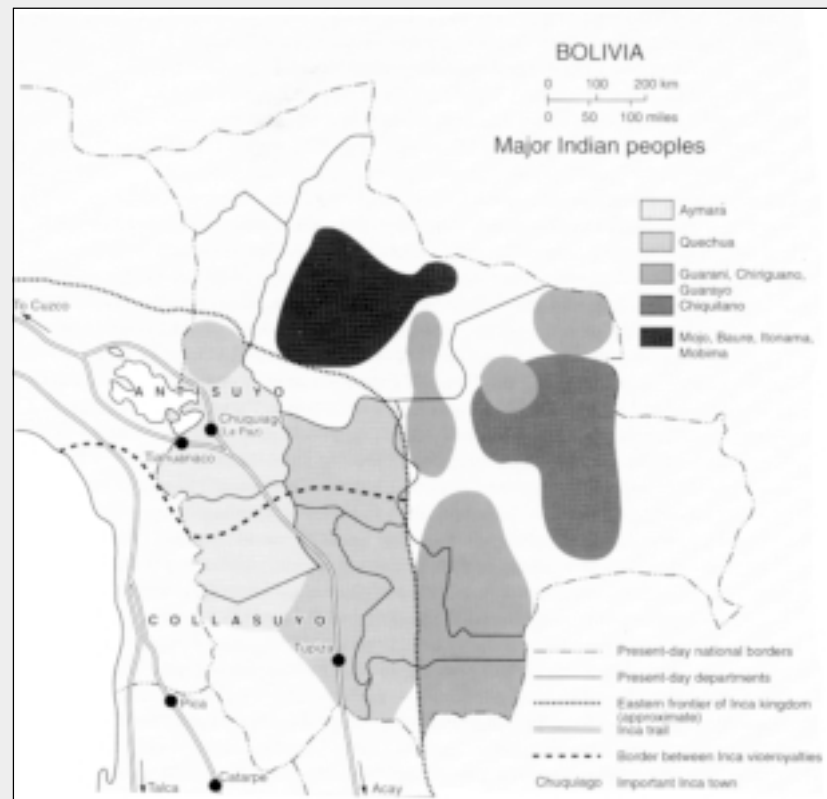 BOLIVIA
0 100 200 km
0 50 100 miles
Major Indian peoples
Aymará
Quechua
Guarani, Chiriguano,
Guarayo
Chiquitano
Mojo, Baure, Itonama,
Mobima
To Cuzco
ANTISUYO
Chuquiago
(La Paz)
Tiahuanaco
COLLASUYO
Tupiza
Pica
Catarpe
Talca
Acay
Present-day national borders
Present-day departments
Eastern frontier of Inca kingdom
(approximate)
Inca trail
Border between Inca viceroyalties
Chuquiago Important Inca town